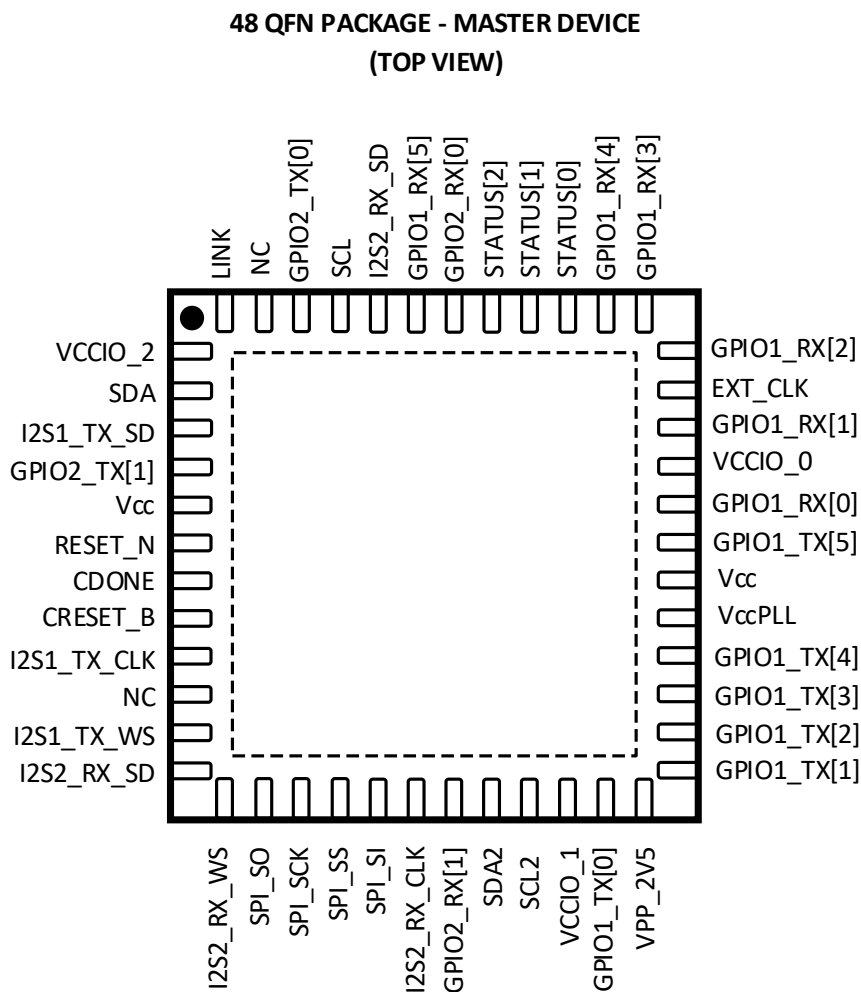 48 QFN PACKAGE - MASTER DEVICE
(TOP VIEW)
LINK
NC
GPIO2_TX[0]
SCL
I2S2_RX_SD
GPIO1_RX[5]
GPIO2_RX[0]
STATUS[2]
STATUS[1]
STATUS[0]
GPIO1_RX[4]
GPIO1_RX[3]
VCCIO_2
SDA
I2S1_TX_SD
GPIO2_TX[1]
Vcc
RESET_N
CDONE
CRESET_B
I2S1_TX_CLK
NC
I2S1_TX_WS
I2S2_RX_SD
GPIO1_RX[2]
EXT_CLK
GPIO1_RX[1]
VCCIO_0
GPIO1_RX[0]
GPIO1_TX[5]
Vcc
VccPLL
GPIO1_TX[4]
GPIO1_TX[3]
GPIO1_TX[2]
GPIO1_TX[1]
I2S2_RX_WS
SPI_SO
SPI_SCK
SPI_SS
SPI_SI
I2S2_RX_CLK
GPIO2_RX[1]
SDA2
SCL2
VCCIO_1
GPIO1_TX[0]
VPP_2V5